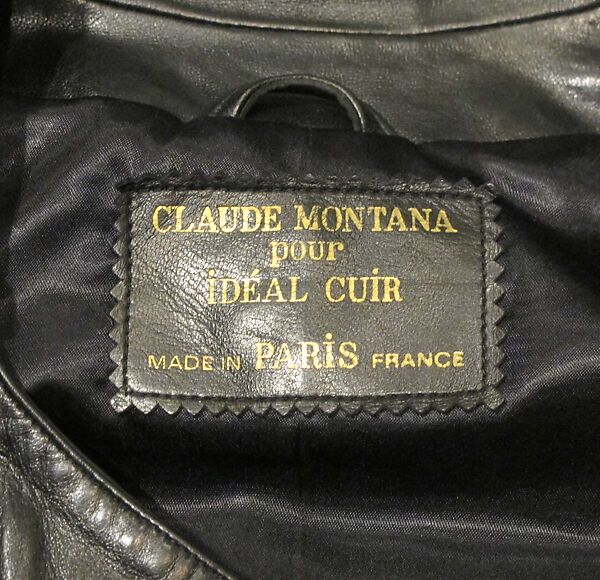 CLAUDE MONTANA
pour
iDÉAL CUiR
MADE IN PARiS FRANCE